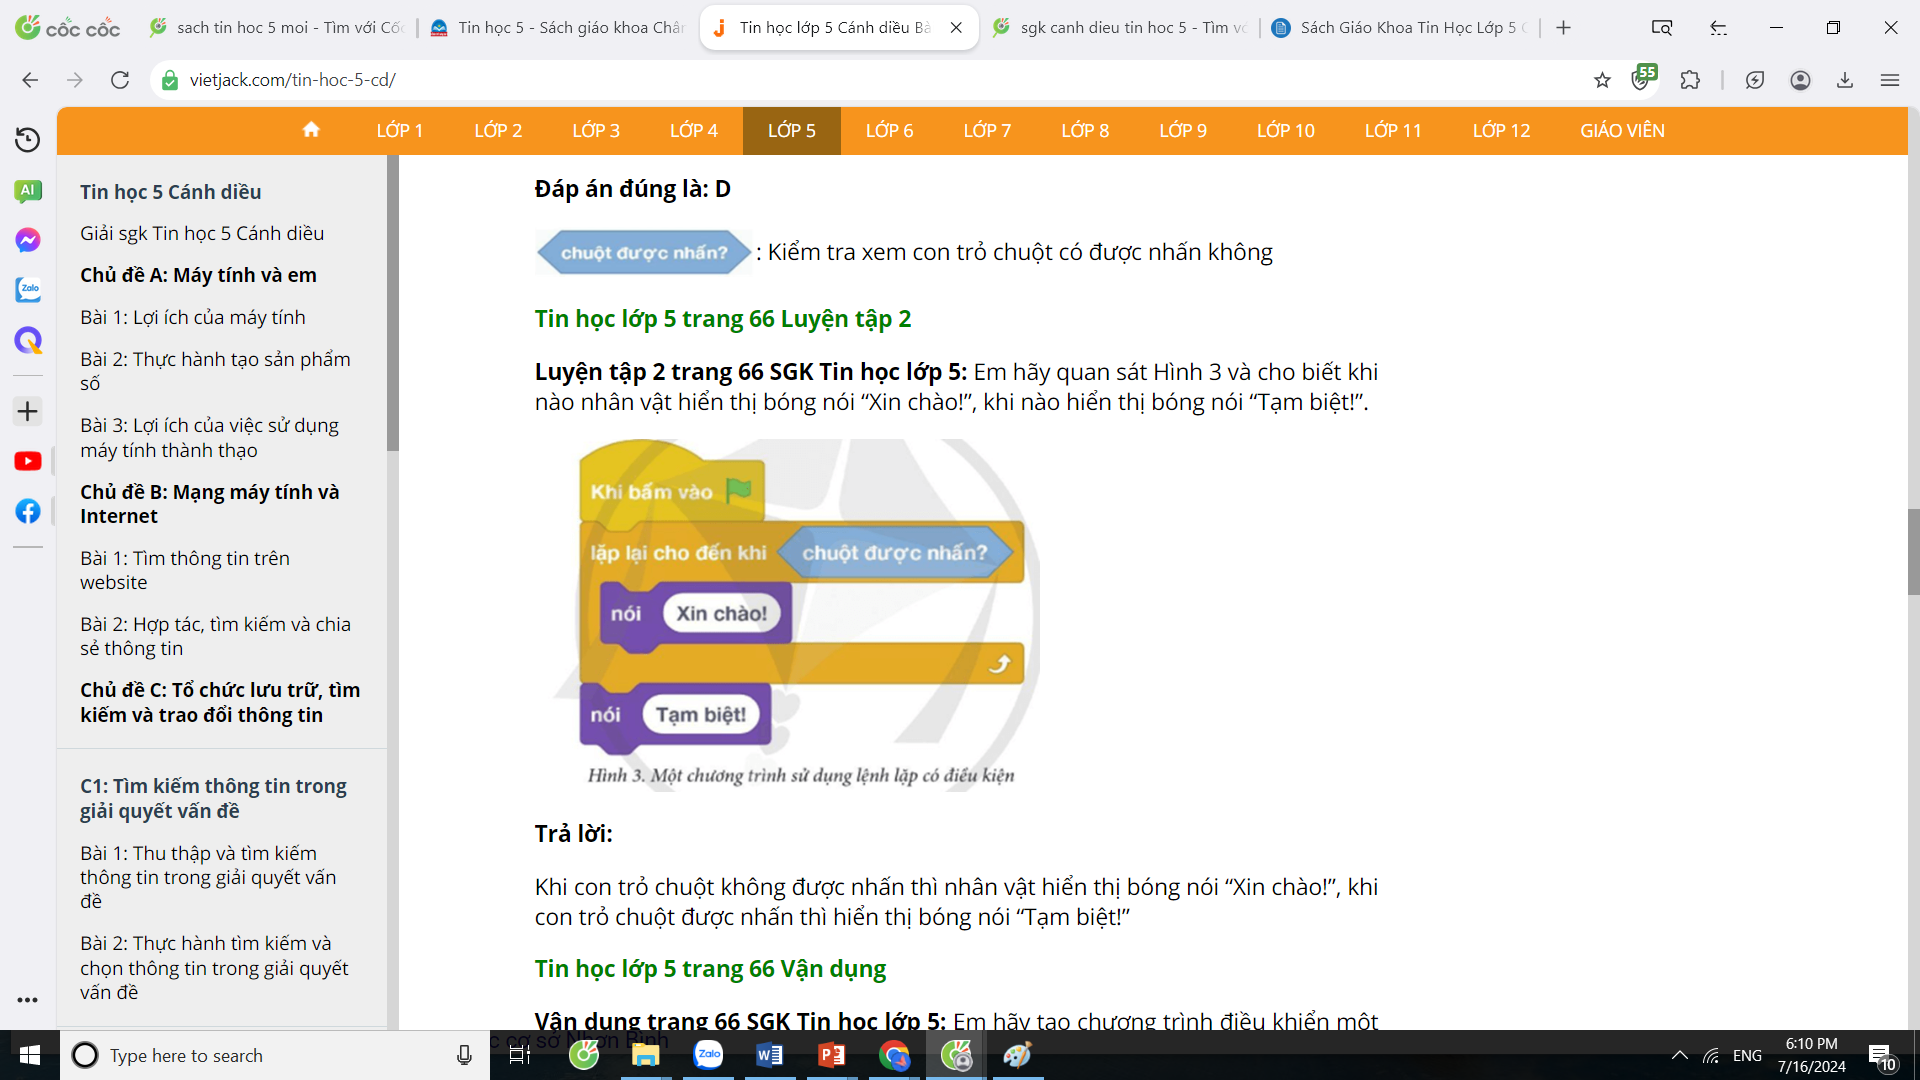 cốc cốc
sach tin hoc 5 moi - Tìm với Cốc
Tin học 5 - Sách giáo khoa Chân
Tin học lớp 5 Cánh diều Bà
sgk canh dieu tin hoc 5 - Tìm vớ
Sách Giáo Khoa Tin Học Lớp 5 C
vietjack.com/tin-hoc-5-cd/
55
LỚP 1
LỚP 2
LỚP 3
LỚP 4
LỚP 5
LỚP 6
LỚP 7
LỚP 8
LỚP 9
LỚP 10
LỚP 11
LỚP 12
GIÁO VIÊN
AI
Zalo
Tin học 5 Cánh diều
Giải sgk Tin học 5 Cánh diều
Chủ đề A: Máy tính và em
Bài 1: Lợi ích của máy tính
Bài 2: Thực hành tạo sản phẩm
số
Bài 3: Lợi ích của việc sử dụng
máy tính thành thạo
Chủ đề B: Mạng máy tính và
Internet
Bài 1: Tìm thông tin trên
website
Bài 2: Hợp tác, tìm kiếm và chia
sẻ thông tin
Chủ đề C: Tổ chức lưu trữ, tìm
kiếm và trao đổi thông tin
C1: Tìm kiếm thông tin trong
giải quyết vấn đề
Bài 1: Thu thập và tìm kiếm
thông tin trong giải quyết vấn
đề
Bài 2: Thực hành tìm kiếm và
chọn thông tin trong giải quyết
vấn đề
Đáp án đúng là: D
chuột được nhấn? : Kiểm tra xem con trỏ chuột có được nhấn không
Tin học lớp 5 trang 66 Luyện tập 2
Luyện tập 2 trang 66 SGK Tin học lớp 5: Em hãy quan sát Hình 3 và cho biết khi
nào nhân vật hiển thị bóng nói “Xin chào!”, khi nào hiển thị bóng nói “Tạm biệt!”.
Khi bấm vào
lặp lại cho đến khi chuột được nhấn?
nói Xin chào!
nói Tạm biệt!
Hình 3. Một chương trình sử dụng lệnh lặp có điều kiện
Trả lời:
Khi con trỏ chuột không được nhấn thì nhân vật hiển thị bóng nói “Xin chào!”, khi
con trỏ chuột được nhấn thì hiển thị bóng nói “Tạm biệt!”
Tin học lớp 5 trang 66 Vận dụng
Vận dụng trang 66 SGK Tin học lớp 5: Em hãy tạo chương trình điều khiển một
c cơ sở Nhơn Bình
Type here to search
Zalo
ENG
6:10 PM
7/16/2024
10